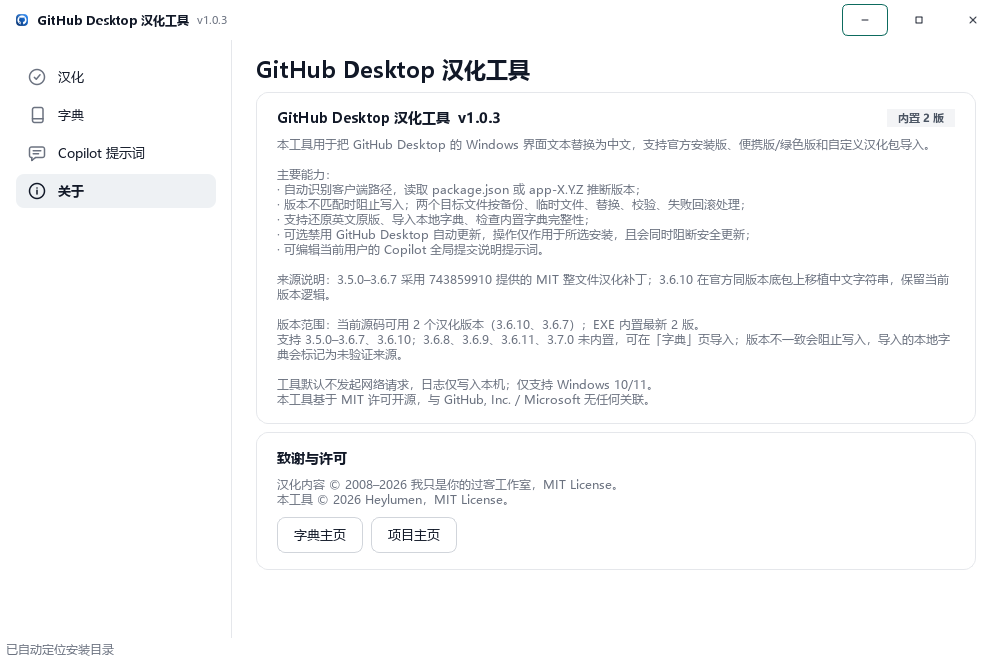 GitHub Desktop 汉化工具 v1.0.3
汉化
字典
Copilot 提示词
关于
GitHub Desktop 汉化工具
GitHub Desktop 汉化工具 v1.0.3
内置 2 版
本工具用于把 GitHub Desktop 的 Windows 界面文本替换为中文，支持官方安装版、便携版/绿色版和自定义汉化包导入。
主要能力：
· 自动识别客户端路径，读取 package.json 或 app-X.Y.Z 推断版本；
· 版本不匹配时阻止写入；两个目标文件按备份、临时文件、替换、校验、失败回滚处理；
· 支持还原英文原版、导入本地字典、检查内置字典完整性；
· 可选禁用 GitHub Desktop 自动更新，操作仅作用于所选安装，且会同时阻断安全更新；
· 可编辑当前用户的 Copilot 全局提交说明提示词。
来源说明：3.5.0–3.6.7 采用 743859910 提供的 MIT 整文件汉化补丁；3.6.10 在官方同版本底包上移植中文字符串，保留当前
版本逻辑。
版本范围：当前源码可用 2 个汉化版本（3.6.10、3.6.7）；EXE 内置最新 2 版。
支持 3.5.0–3.6.7、3.6.10；3.6.8、3.6.9、3.6.11、3.7.0 未内置，可在「字典」页导入；版本不一致会阻止写入，导入的本地字
典会标记为未验证来源。
工具默认不发起网络请求，日志仅写入本机；仅支持 Windows 10/11。
本工具基于 MIT 许可开源，与 GitHub, Inc. / Microsoft 无任何关联。
致谢与许可
汉化内容 © 2008–2026 我只是你的过客工作室，MIT License。
本工具 © 2026 Heylumen，MIT License。
字典主页
项目主页
已自动定位安装目录